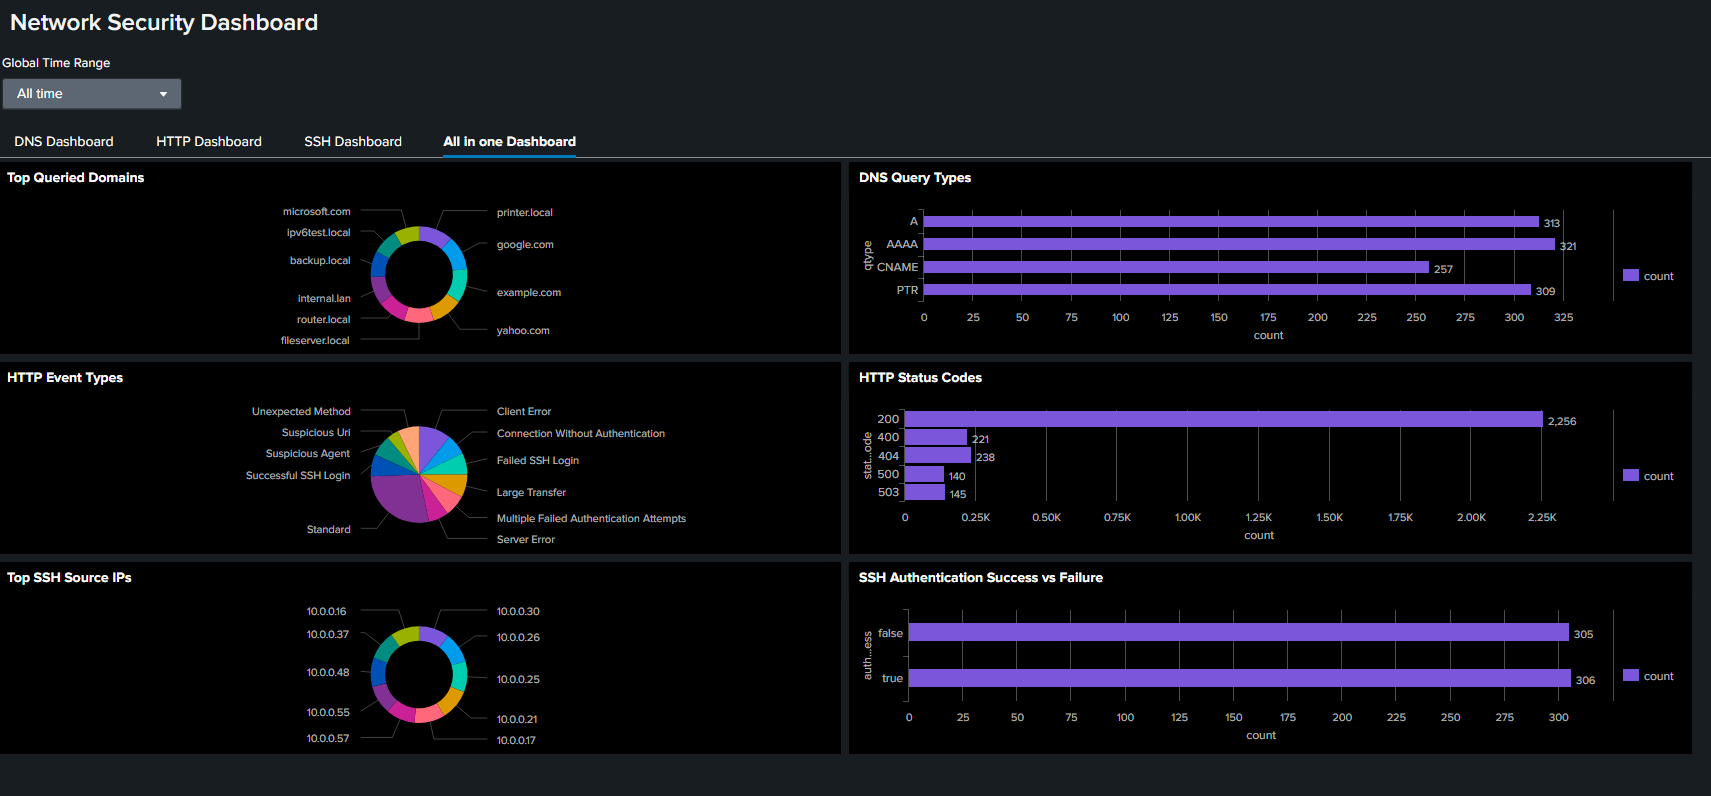 Network Security Dashboard
Global Time Range
All time
DNS Dashboard
HTTP Dashboard
SSH Dashboard
All in one Dashboard
Top Queried Domains
microsoft.com
ipv6test.local
backup.local
internal.lan
router.local
fileserver.local
printer.local
google.com
example.com
yahoo.com
DNS Query Types
qtype
A
AAAA
CNAME
PTR
313
321
257
309
0 25 50 75 100 125 150 175 200 225 250 275 300 325
count
count
HTTP Event Types
Unexpected Method
Suspicious Url
Suspicious Agent
Successful SSH Login
Standard
Client Error
Connection Without Authentication
Failed SSH Login
Large Transfer
Multiple Failed Authentication Attempts
Server Error
HTTP Status Codes
stat...ode
200
400
404
500
503
2,256
221
238
140
145
0 0.25K 0.50K 0.75K 1.00K 1.25K 1.50K 1.75K 2.00K 2.25K
count
count
Top SSH Source IPs
10.0.0.16
10.0.0.37
10.0.0.48
10.0.0.55
10.0.0.57
10.0.0.30
10.0.0.26
10.0.0.25
10.0.0.21
10.0.0.17
SSH Authentication Success vs Failure
auth...ess
false
true
305
306
0 25 50 75 100 125 150 175 200 225 250 275 300
count
count